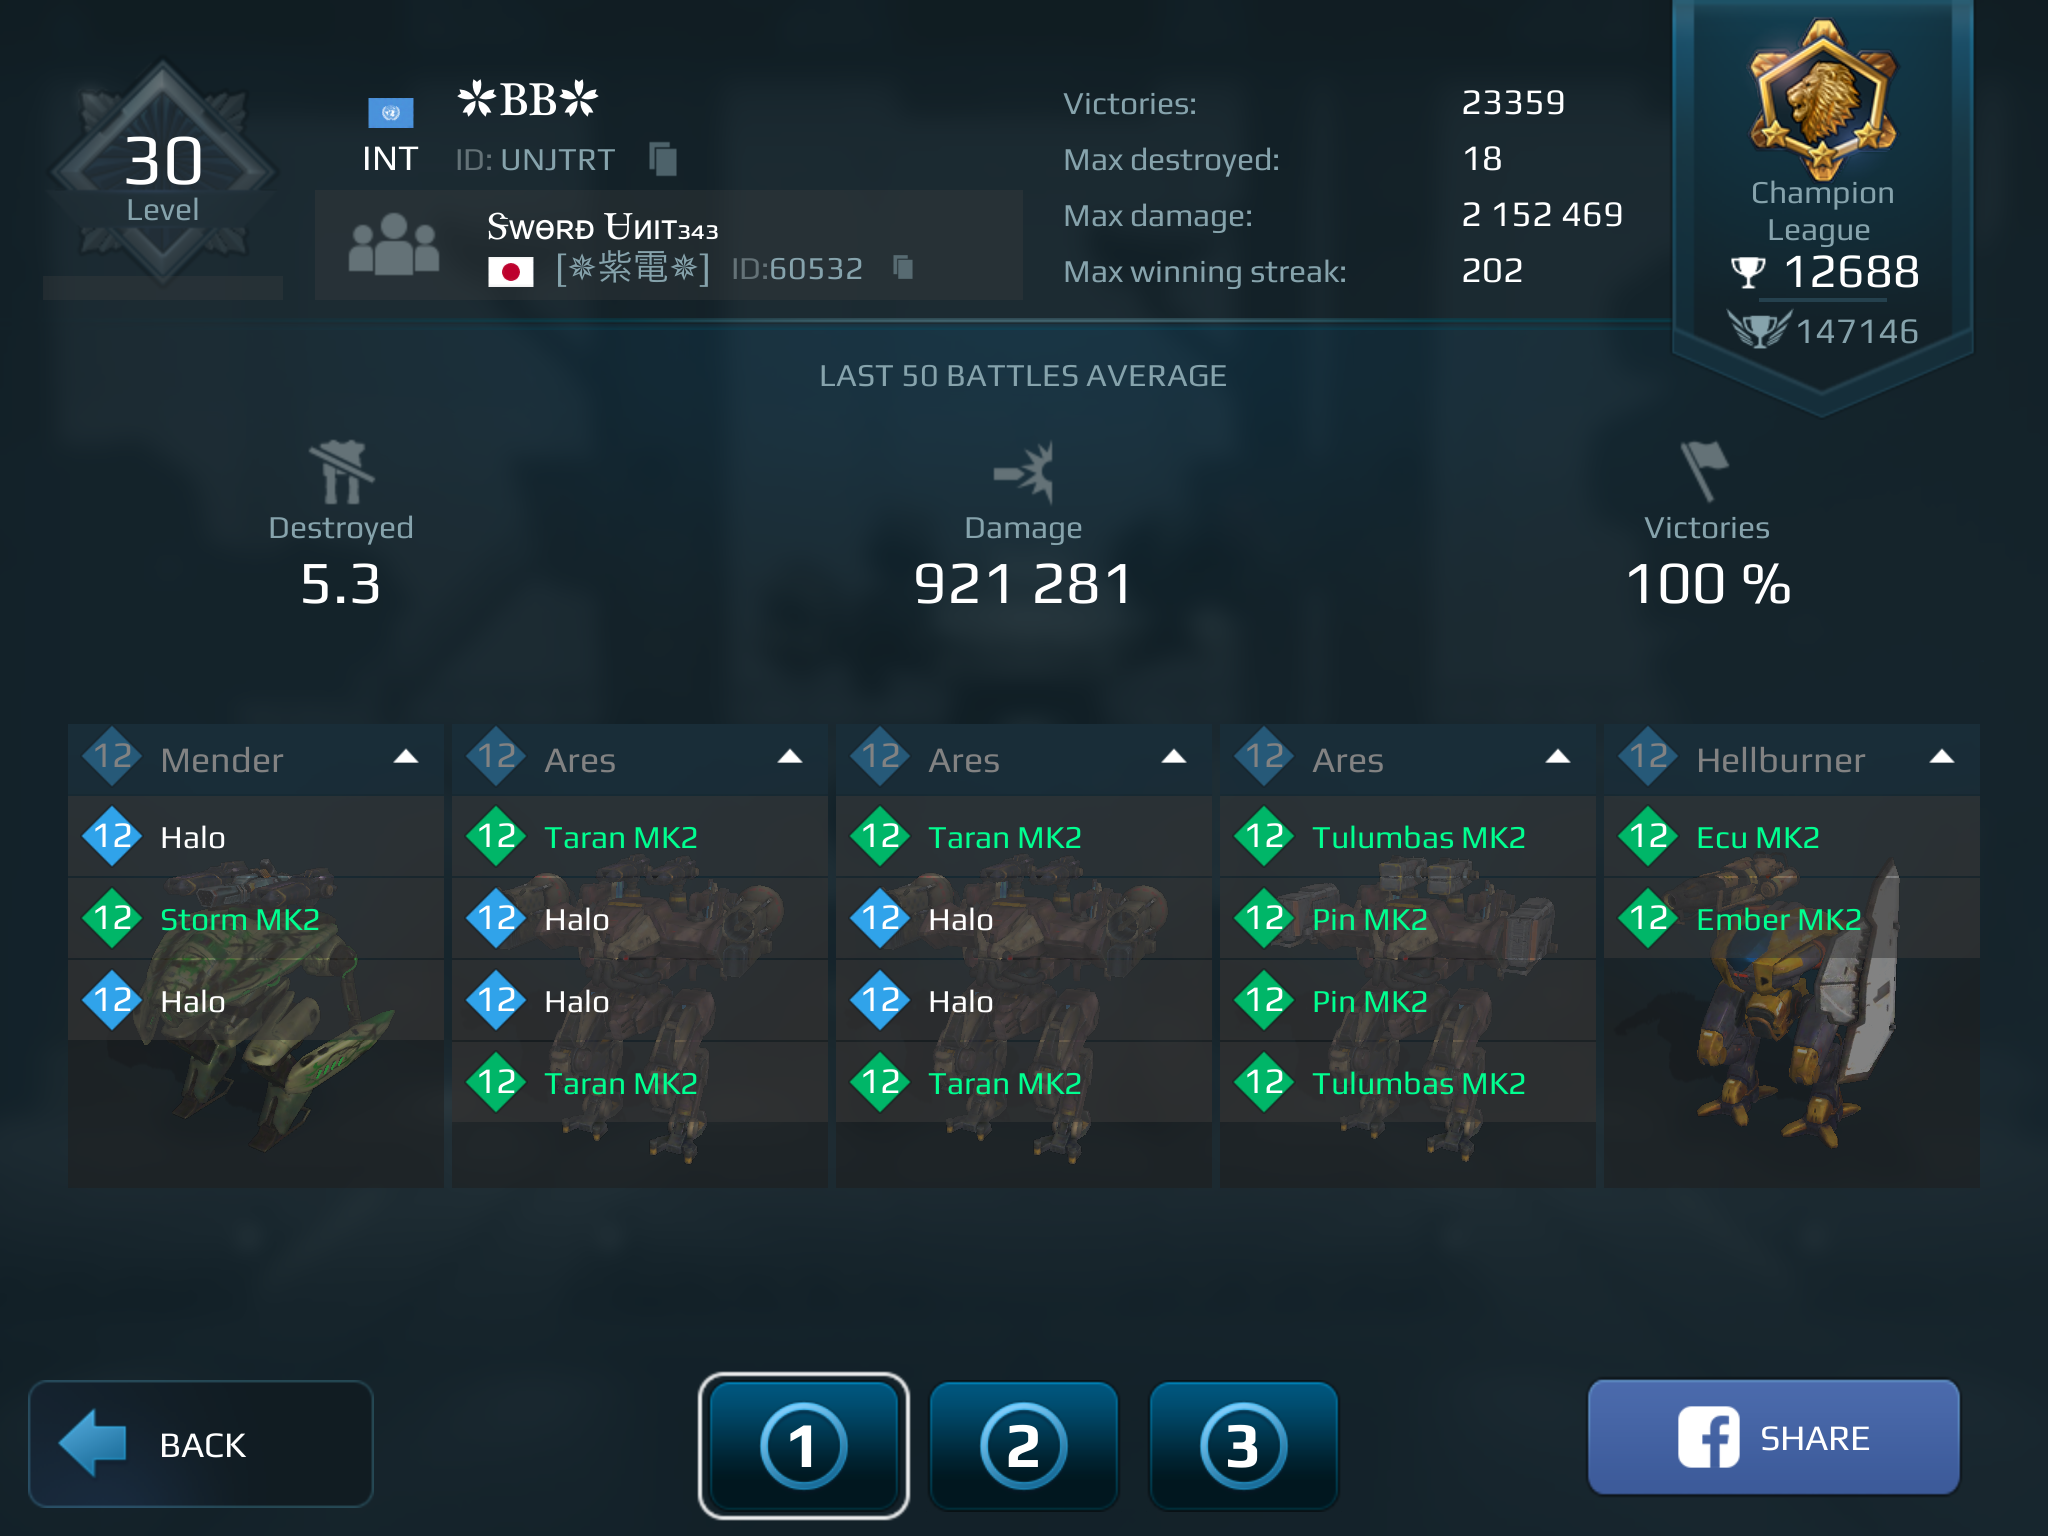 30
Level
INT
✲BB✲
ID: UNJTRT
Sᴡɵʀᴆ Uɴɪᴛ₃₄₃
[✵紫電✵] ID:60532
Victories: 23359
Max destroyed: 18
Max damage: 2 152 469
Max winning streak: 202
Champion
League
12688
147146
LAST 50 BATTLES AVERAGE
Destroyed
5.3
Damage
921 281
Victories
100 %
12 Mender
12 Halo
12 Storm MK2
12 Halo
12 Ares
12 Taran MK2
12 Halo
12 Halo
12 Taran MK2
12 Ares
12 Taran MK2
12 Halo
12 Halo
12 Taran MK2
12 Ares
12 Tulumbas MK2
12 Pin MK2
12 Pin MK2
12 Tulumbas MK2
12 Hellburner
12 Ecu MK2
12 Ember MK2
BACK
1
2
3
SHARE